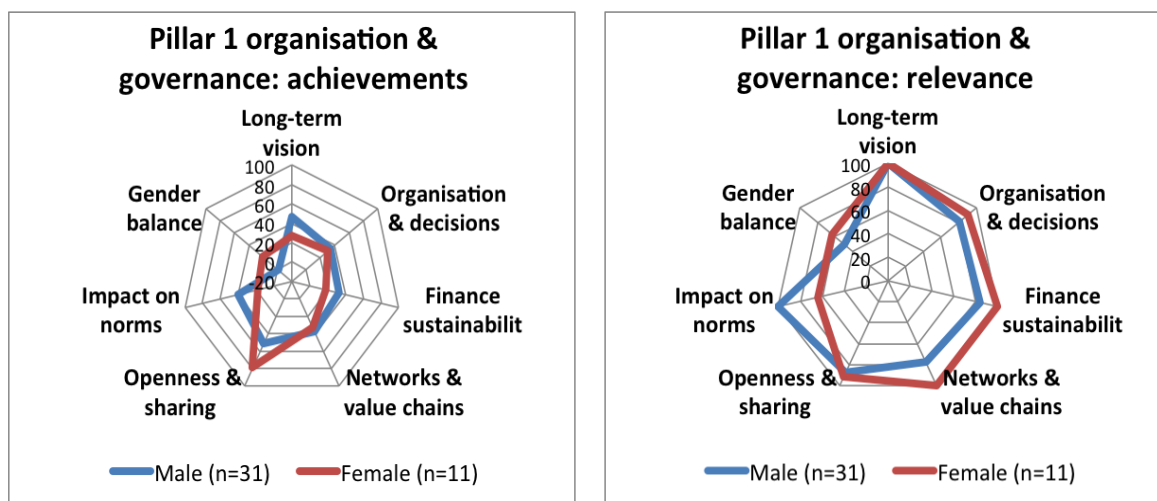 Pillar 1 organisation &
governance: achievements
Long-term
vision
100
80
60
40
20
0
-20
Organisation
& decisions
Finance
sustainabilit
Networks &
value chains
Openness &
sharing
Impact on
norms
Gender
balance
Male (n=31)
Female (n=11)
Pillar 1 organisation &
governance: relevance
Long-term
vision
100
80
60
40
20
0
Organisation
& decisions
Finance
sustainabilit
Networks &
value chains
Openness &
sharing
Impact on
norms
Gender
balance
Male (n=31)
Female (n=11)